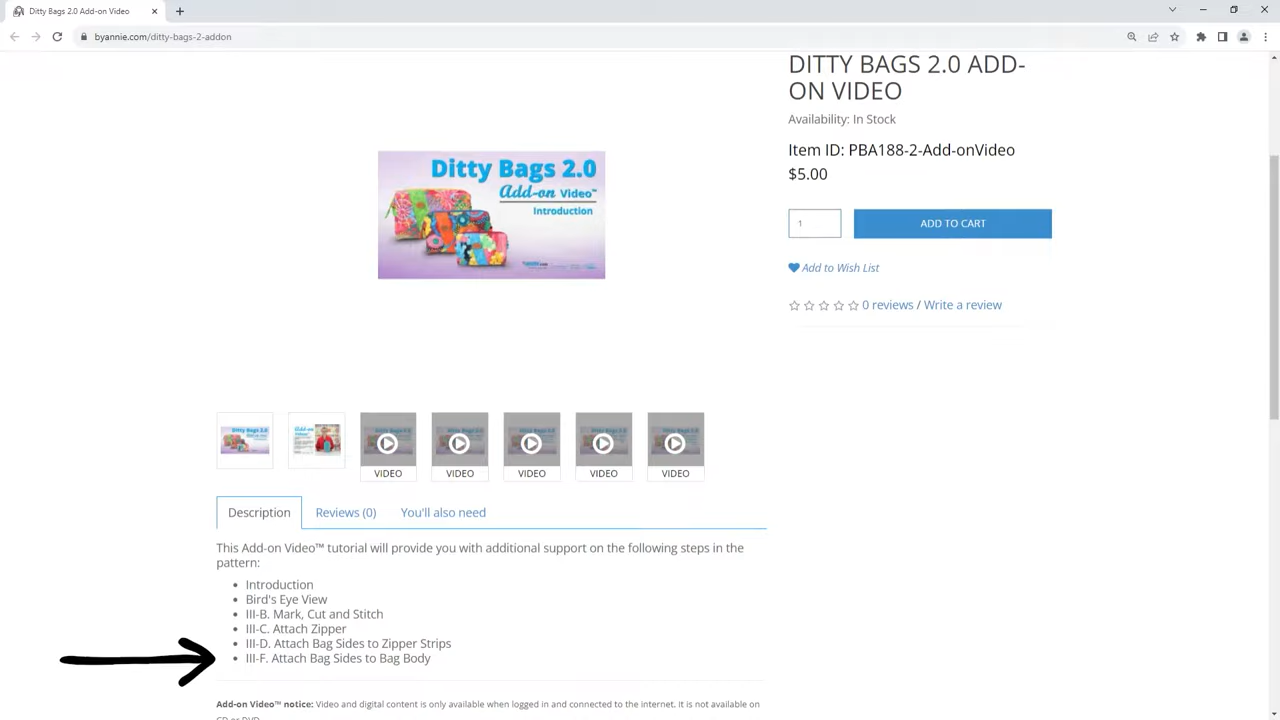 Ditty Bags 2.0 Add-on Video
byannie.com/ditty-bags-2-addon
DITTY BAGS 2.0 ADD-
ON VIDEO
Availability: In Stock
Item ID: PBA188-2-Add-onVideo
$5.00
1
ADD TO CART
Add to Wish List
0 reviews / Write a review
Ditty Bags 2.0
Add-on Video™
Introduction
VIDEO
VIDEO
VIDEO
VIDEO
VIDEO
Description
Reviews (0)
You'll also need
This Add-on Video™ tutorial will provide you with additional support on the following steps in the
pattern:
Introduction
Bird's Eye View
III-B. Mark, Cut and Stitch
III-C. Attach Zipper
III-D. Attach Bag Sides to Zipper Strips
III-F. Attach Bag Sides to Bag Body
Add-on Video™ notice: Video and digital content is only available when logged in and connected to the internet. It is not available on
CD or DVD.